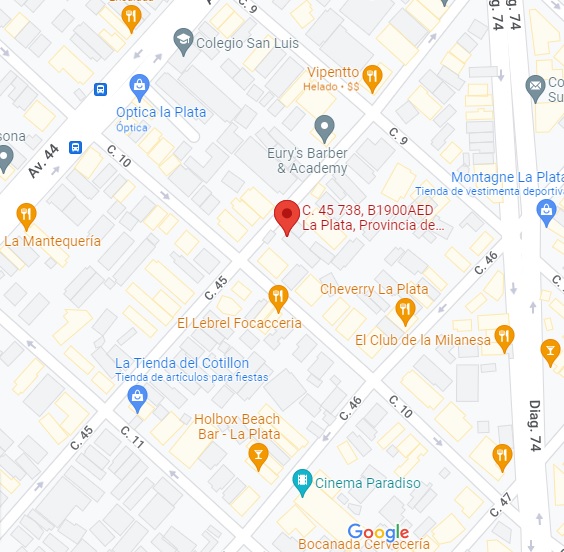 C. 9
Diag. 74
Diag. 74
Colegio San Luis
Vipentto
Helado • $$
Optica la Plata
Óptica
Av. 44
C. 10
Eury's Barber
& Academy
C. 9
Montagne La Plata
Tienda de vestimenta deportiva
C. 45 738, B1900AED
La Plata, Provincia de...
La Mantequería
C. 46
C. 45
Cheverry La Plata
El Lebrel Focacceria
El Club de la Milanesa
La Tienda del Cotillon
Tienda de artículos para fiestas
C. 46
C. 10
Diag. 74
Holbox Beach
Bar - La Plata
C. 45
C. 11
Cinema Paradiso
C. 47
Google
Bocanada Cervecería